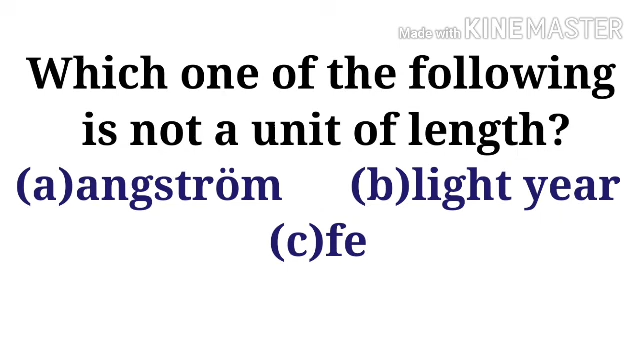 Made with KINEMASTER
Which one of the following
is not a unit of length?
(a)angström (b)light year
(c)fe